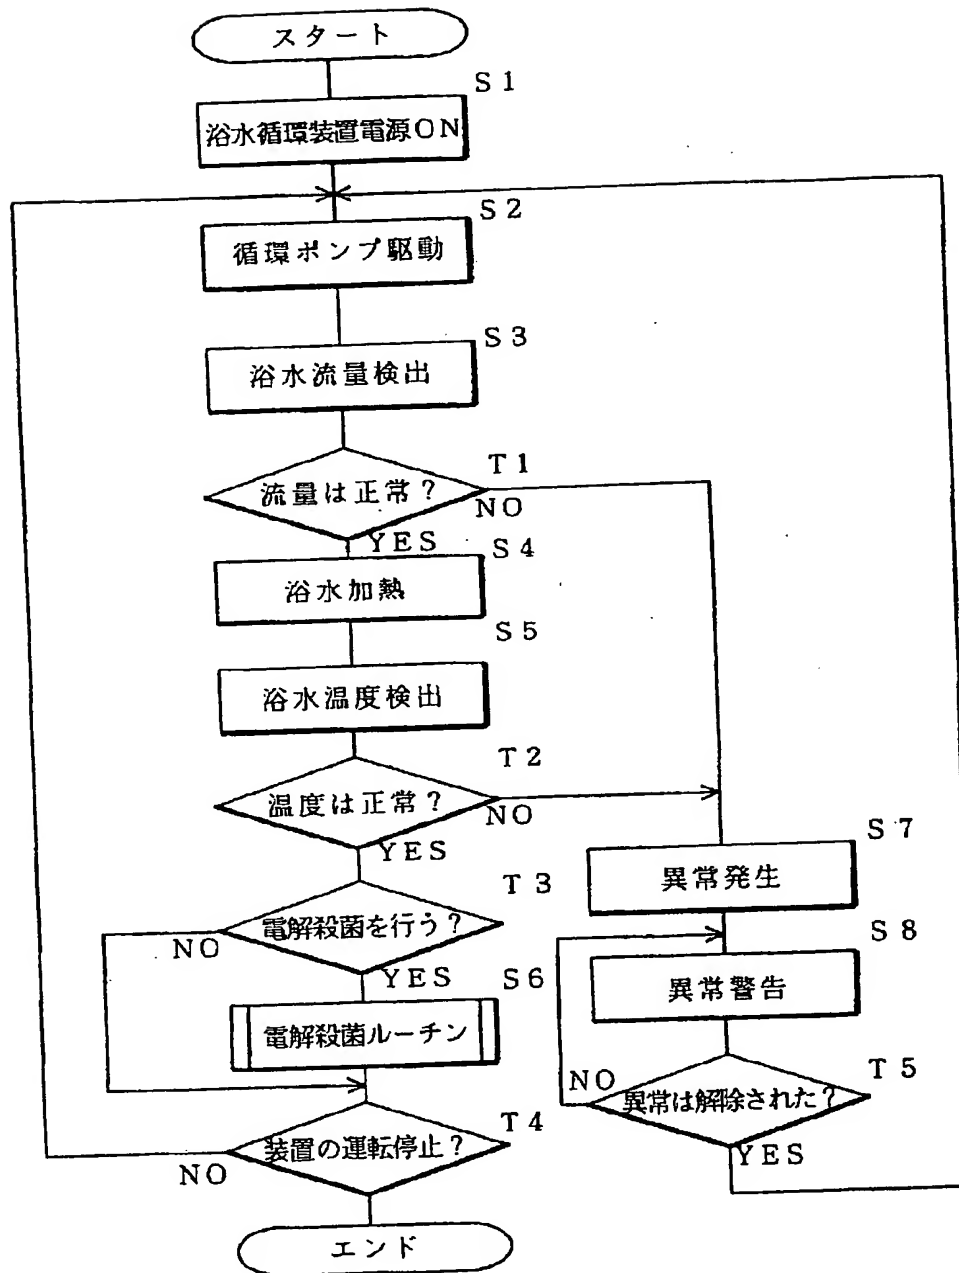 スタート
S1
浴水循環装置電源ON
S2
循環ポンプ駆動
S3
浴水流量検出
T1
流量は正常?
NO
YES
S4
浴水加熱
S5
浴水温度検出
T2
温度は正常?
NO
YES
T3
電解殺菌を行う?
NO
YES
S6
電解殺菌ルーチン
T4
装置の運転停止?
NO
エンド
S7
異常発生
S8
異常警告
T5
異常は解除された?
NO
YES